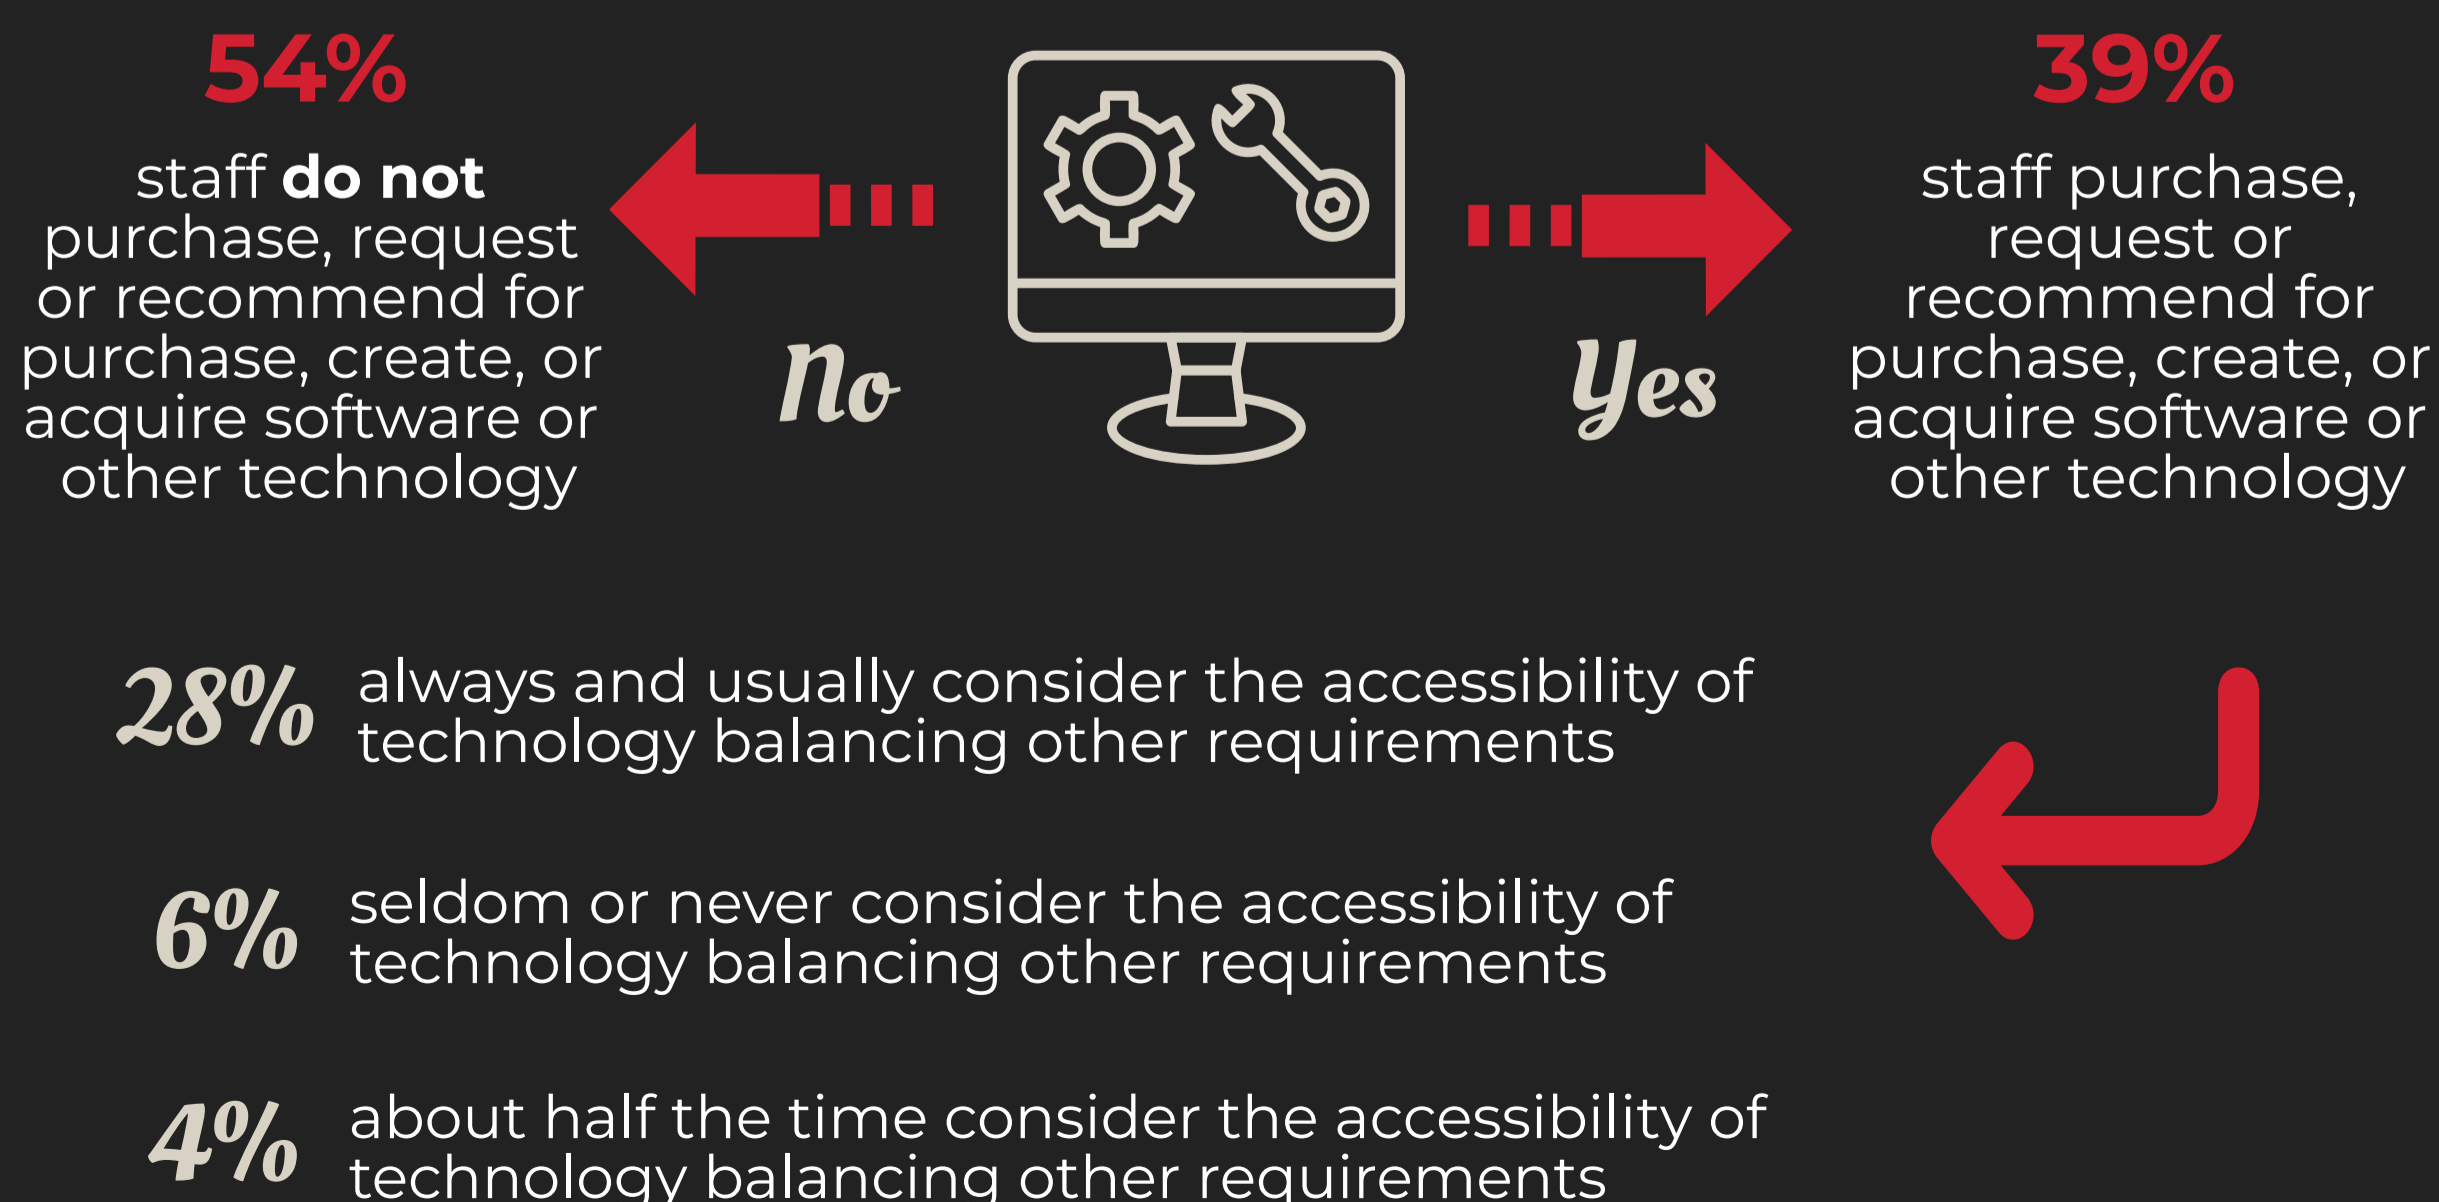 54%
staff do not
purchase, request
or recommend for
purchase, create, or
acquire software or
other technology
No
Yes
39%
staff purchase,
request or
recommend for
purchase, create, or
acquire software or
other technology
28%
always and usually consider the accessibility of
technology balancing other requirements
6%
seldom or never consider the accessibility of
technology balancing other requirements
4%
about half the time consider the accessibility of
technology balancing other requirements